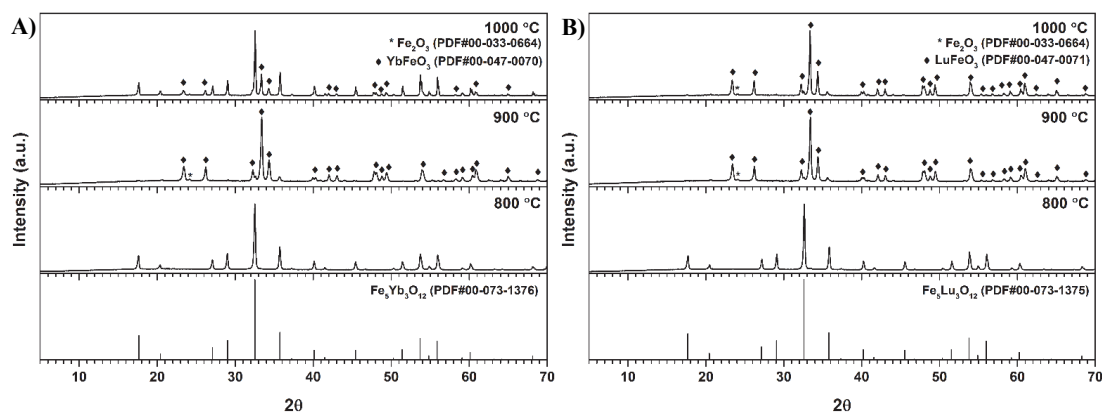 A)
1000 °C
* Fe₂O₃ (PDF#00-033-0664)
♦ YbFeO₃ (PDF#00-047-0070)
900 °C
*
800 °C
Fe₅Yb₃O₁₂ (PDF#00-073-1376)
Intensity (a.u.)
10 20 30 40 50 60 70
2θ
B)
1000 °C
* Fe₂O₃ (PDF#00-033-0664)
♦ LuFeO₃ (PDF#00-047-0071)
*
900 °C
*
800 °C
Fe₅Lu₃O₁₂ (PDF#00-073-1375)
Intensity (a.u.)
10 20 30 40 50 60 70
2θ